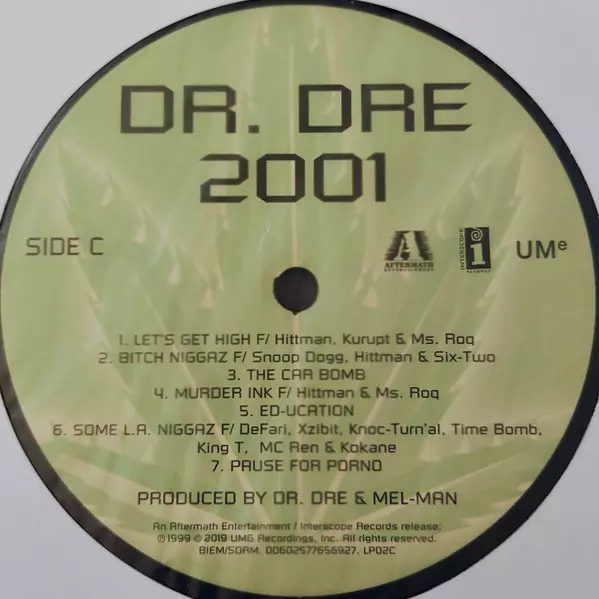 DR. DRE
2001
SIDE C
A
AFTERMATH
ENTERTAINMENT
INTERSCOPE
RECORDS
i
UMe
1. LET'S GET HIGH F/ Hittman, Kurupt & Ms. Roq
2. BITCH NIGGAZ F/ Snoop Dogg, Hittman & Six-Two
3. THE CAR BOMB
4. MURDER INK F/ Hittman & Ms. Roq
5. ED-UCATION
6. SOME L.A. NIGGAZ F/ DeFari, Xzibit, Knoc-Turn'al, Time Bomb,
King T, MC Ren & Kokane
7. PAUSE FOR PORNO
PRODUCED BY DR. DRE & MEL-MAN
An Aftermath Entertainment / Interscope Records release;
℗ 1999 © 2019 UMG Recordings, Inc. All rights reserved.
BIEM/SDRM. 00602577656927. LP02C